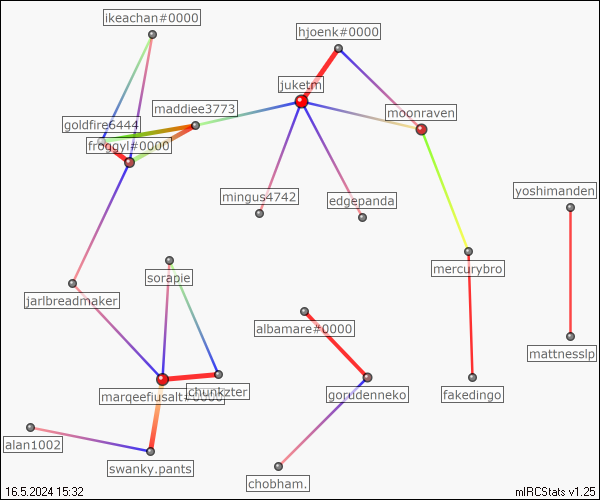 ikeachan#0000
hjoenk#0000
juketm
maddiee3773
moonraven
goldfire6444
froggyl#0000
yoshimanden
mingus4742
edgepanda
mercurybro
sorapie
jarlbreadmaker
albamare#0000
mattnesslp
chunkzter
marqeefiusalt#0000
gorudenneko
fakedingo
alan1002
swanky.pants
chobham.
16.5.2024 15:32
mIRCStats v1.25